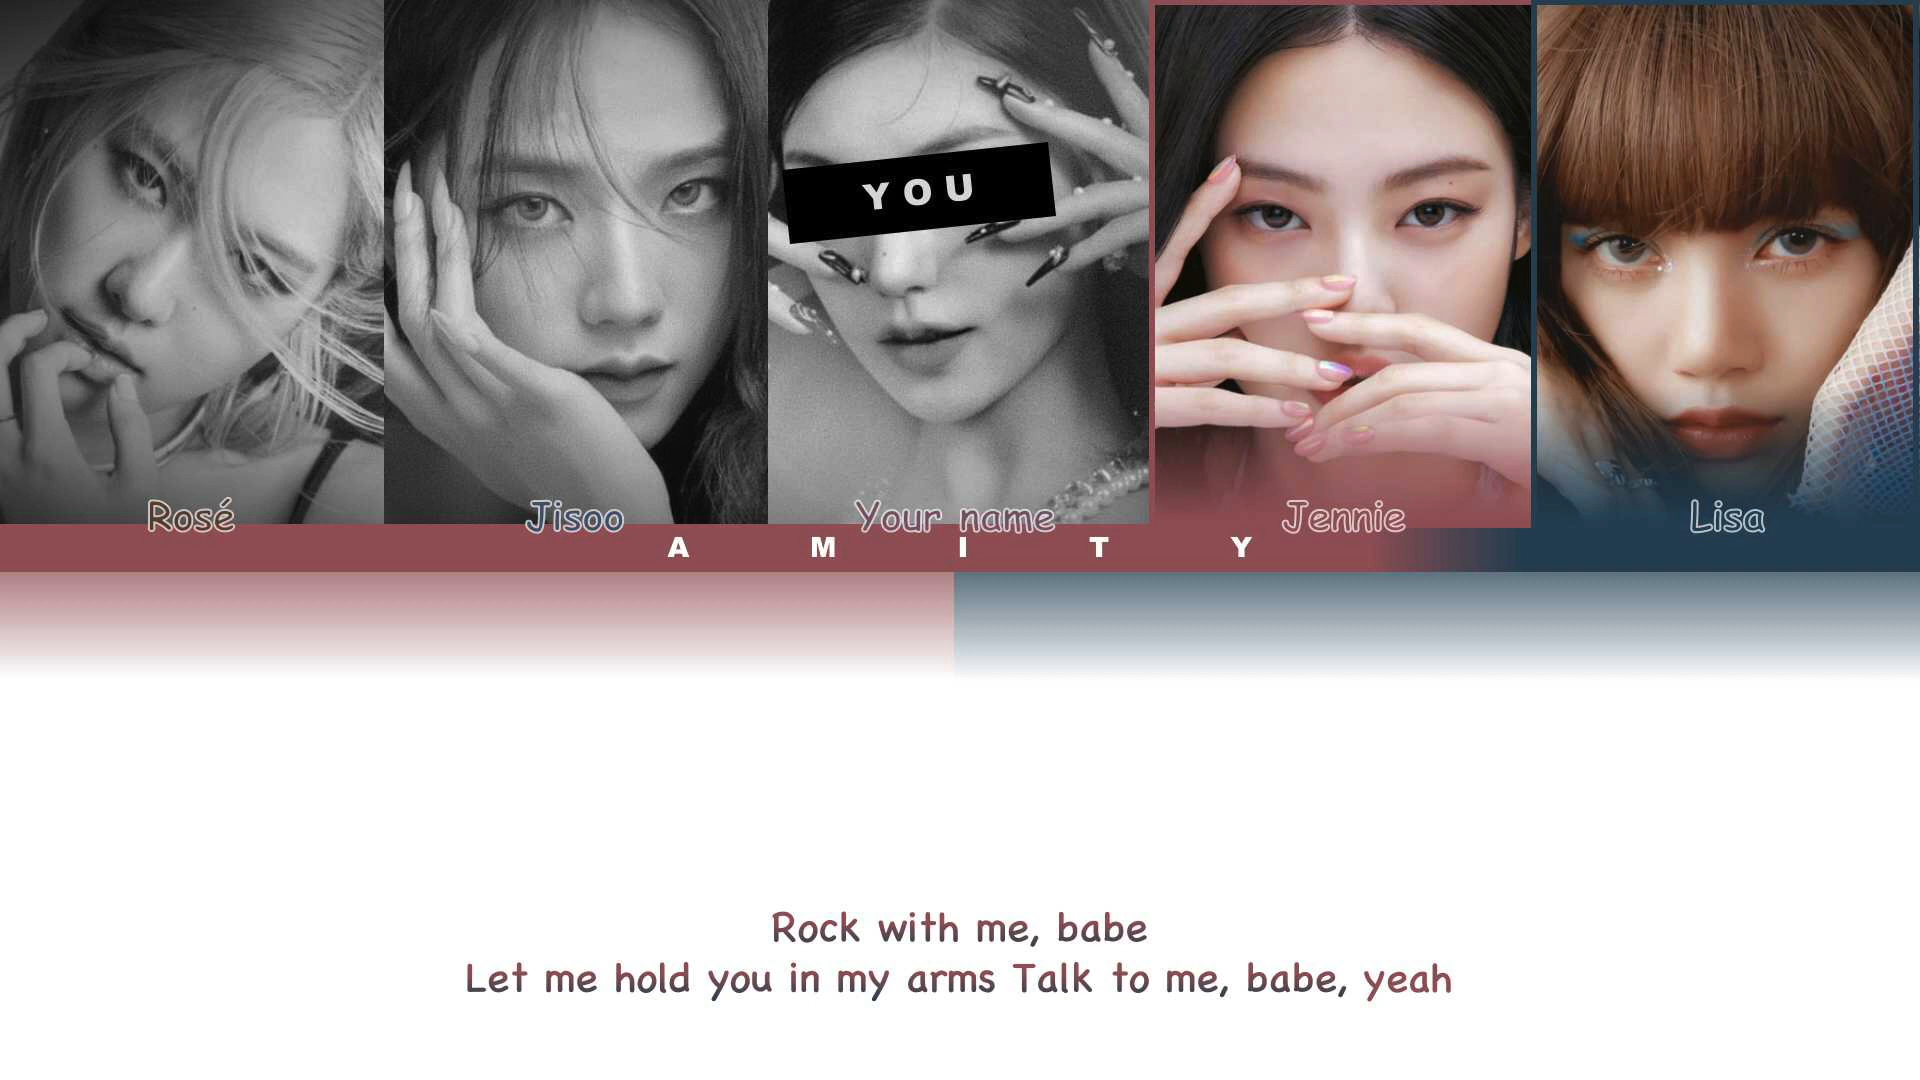 YOU
Rosé
Jisoo
Your name
Jennie
Lisa
A M I T Y
Rock with me, babe
Let me hold you in my arms Talk to me, babe, yeah